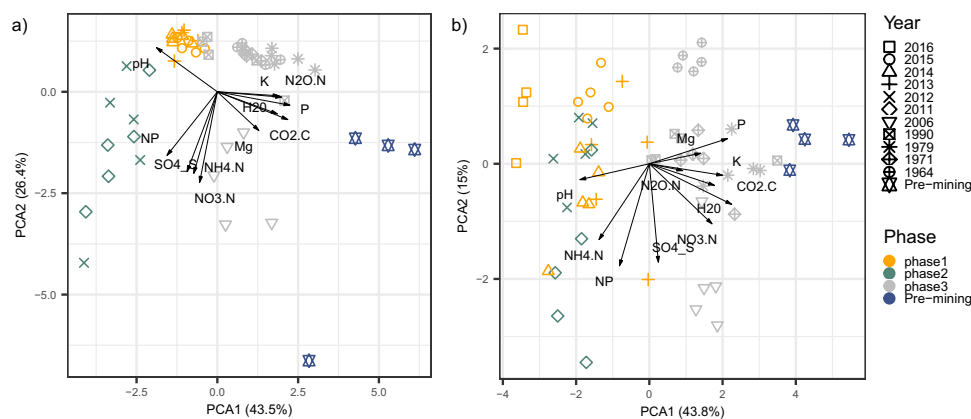 a)
PCA2 (26.4%)
0.0
−2.5
−5.0
pH
K
N2O.N
H20
P
CO2.C
Mg
NP
SO4_S
NH4.N
NO3.N
−2.5
0.0
2.5
5.0
PCA1 (43.5%)
b)
PCA2 (15%)
2
0
−2
P
Mg
K
pH
N2O.N
CO2.C
H20
NO3.N
NH4.N
SO4_S
NP
−4
−2
0
2
4
PCA1 (43.8%)
Year
2016
2015
2014
2013
2012
2011
2006
1990
1979
1971
1964
Pre-mining
Phase
phase1
phase2
phase3
Pre-mining